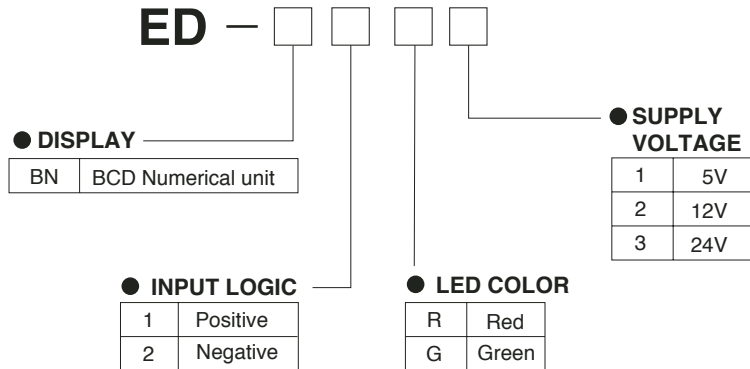 ED –
● DISPLAY
BN BCD Numerical unit
● SUPPLY
VOLTAGE
1 5V
2 12V
3 24V
● INPUT LOGIC
1 Positive
2 Negative
● LED COLOR
R Red
G Green